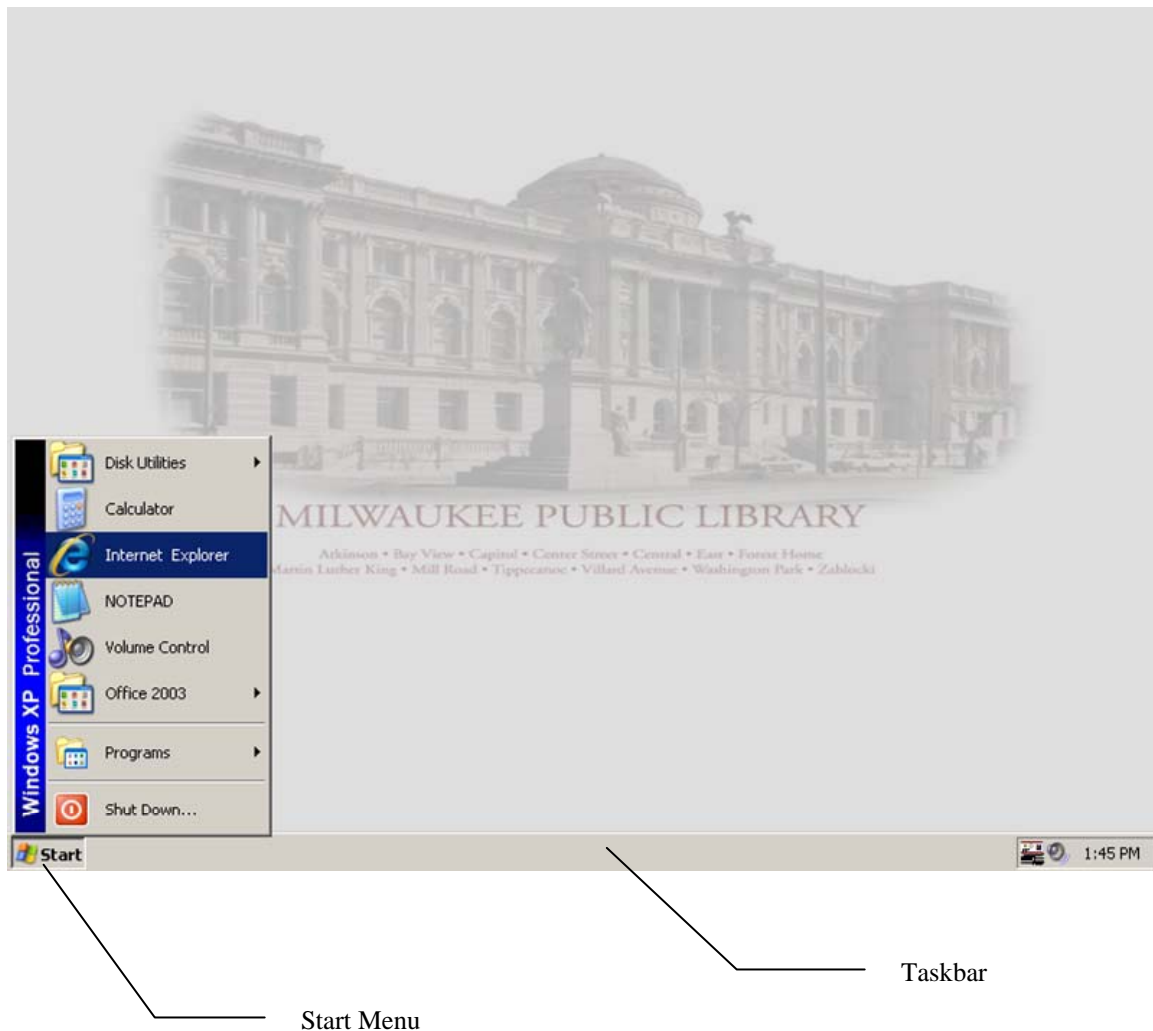 MILWAUKEE PUBLIC LIBRARY
Atkinson • Bay View • Capitol • Center Street • Central • East • Forest Home
Martin Luther King • Mill Road • Tippecanoe • Villard Avenue • Washington Park • Zablocki
Windows XP Professional
Disk Utilities
Calculator
Internet Explorer
NOTEPAD
Volume Control
Office 2003
Programs
Shut Down...
Start
1:45 PM
Taskbar
Start Menu